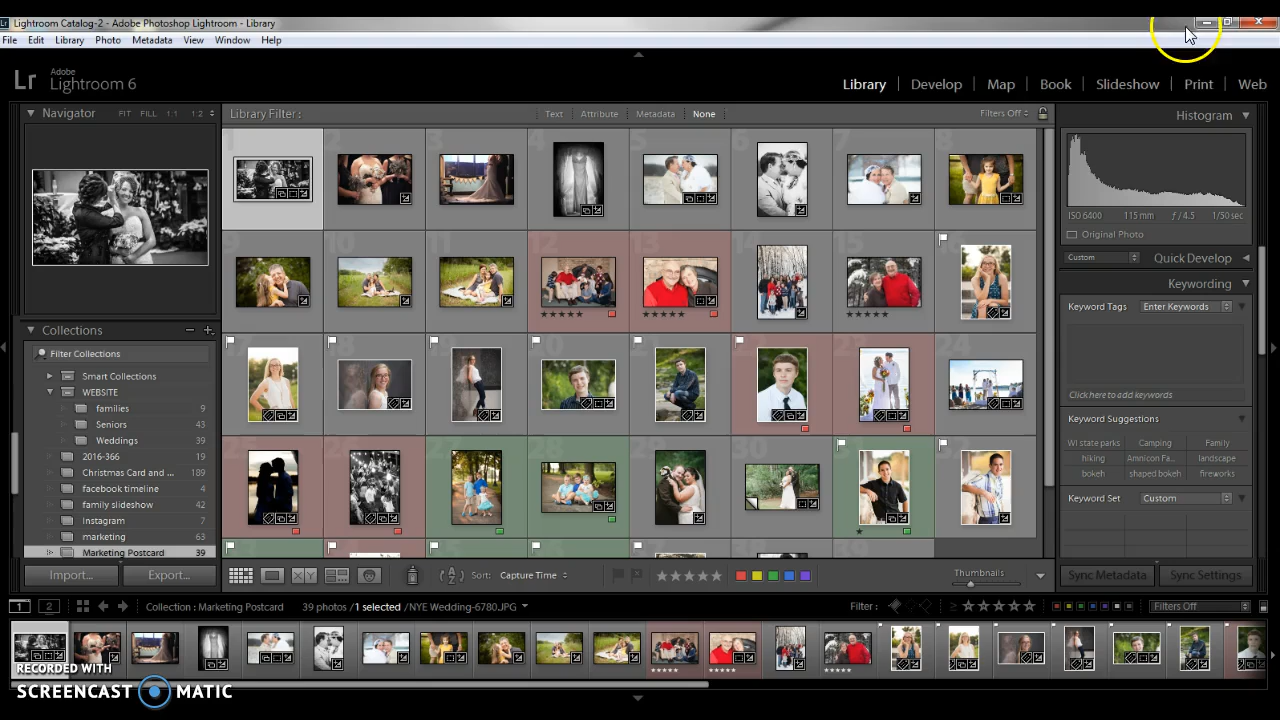 Lightroom Catalog-2 - Adobe Photoshop Lightroom - Library
File Edit Library Photo Metadata View Window Help
Lr Adobe Lightroom 6
Library | Develop | Map | Book | Slideshow | Print | Web
Navigator FIT FILL 1:1 1:2
Library Filter: Text Attribute Metadata None Filters Off
Histogram
ISO 6400 115 mm ƒ / 4.5 1/50 sec
Original Photo
Custom Quick Develop
Keywording
Keyword Tags Enter Keywords
Click here to add keywords
Keyword Suggestions
WI state parks Camping Family
hiking Amnicon Fa... landscape
bokeh shaped bokeh fireworks
Keyword Set Custom
Collections
Filter Collections
Smart Collections
WEBSITE
families 9
Seniors 43
Weddings 39
2016-366 19
Christmas Card and ... 189
facebook timeline 4
family slideshow 2
Instagram 7
marketing 63
Marketing Postcard 39
Import... Export...
Sort: Capture Time
Thumbnails
Sync Metadata Sync Settings
1 2 Collection : Marketing Postcard 39 photos / 1 selected / NYE Wedding-6780.JPG
Filter : Filters Off
RECORDED WITH
SCREENCAST MATIC